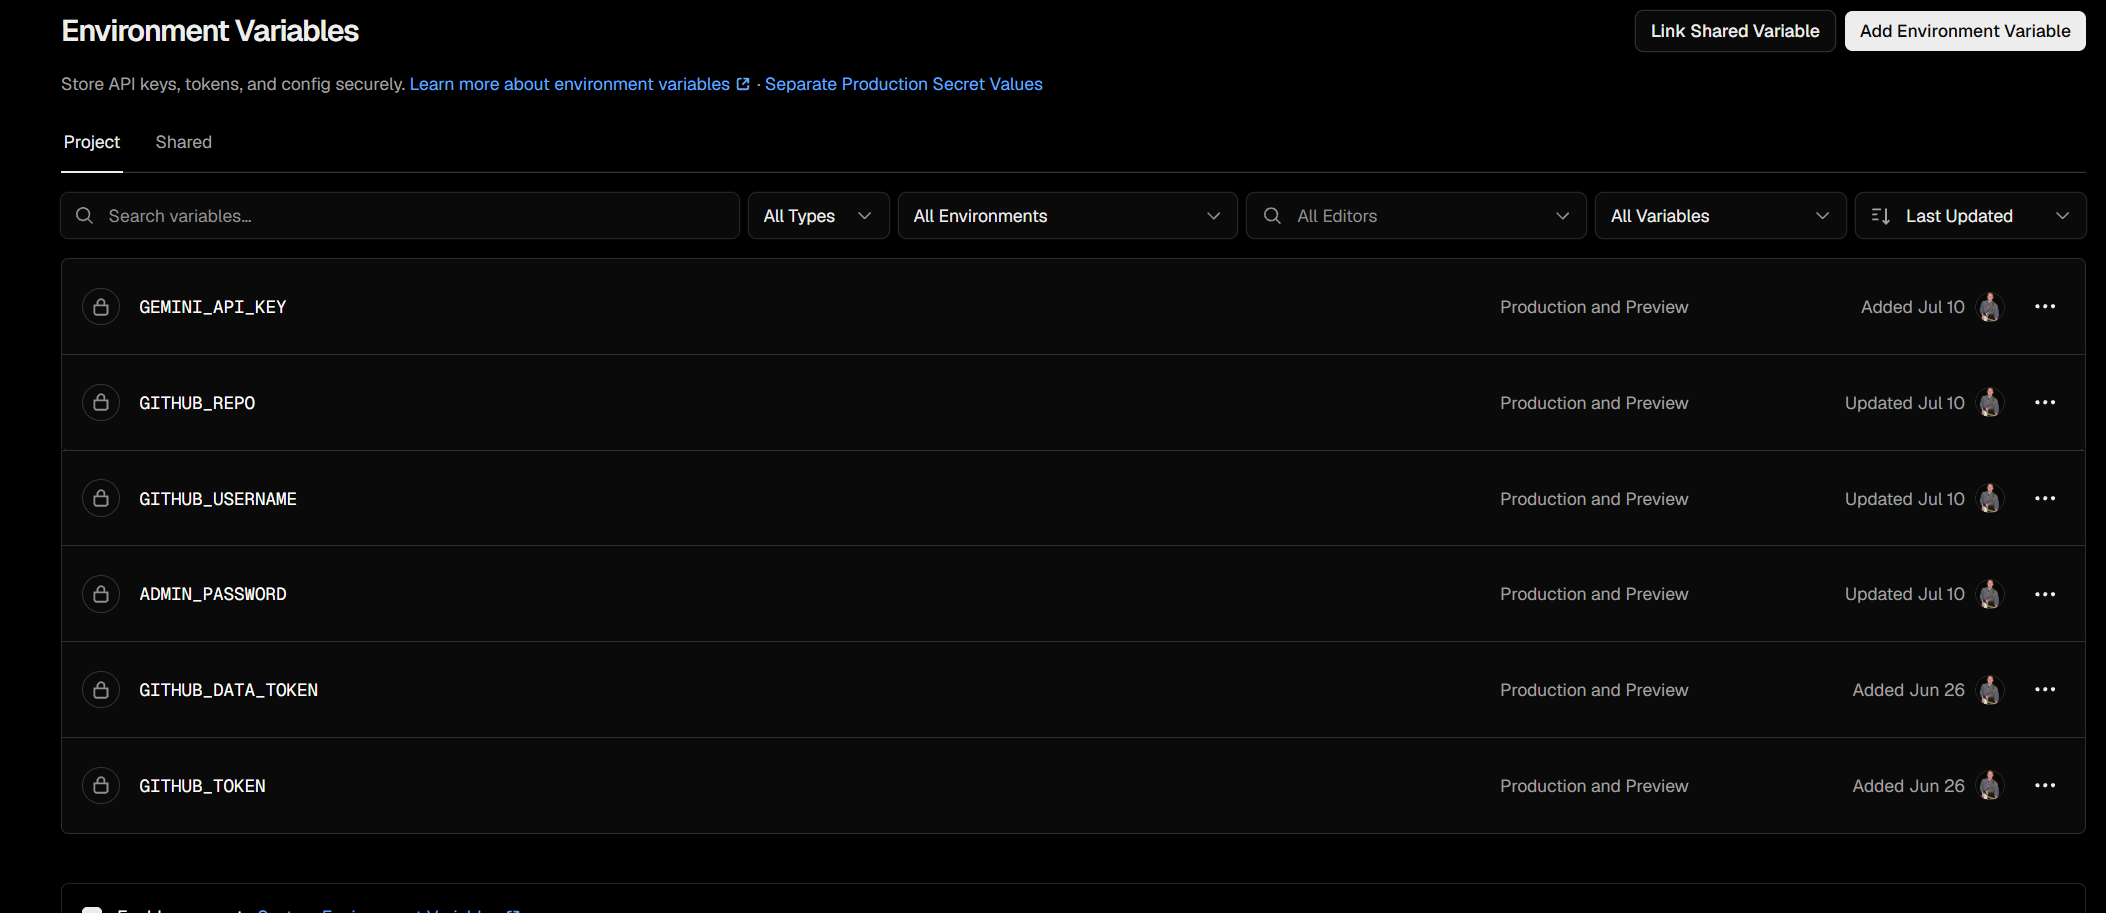 Environment Variables
Link Shared Variable
Add Environment Variable
Store API keys, tokens, and config securely. Learn more about environment variables · Separate Production Secret Values
Project
Shared
Search variables...
All Types
All Environments
All Editors
All Variables
Last Updated
GEMINI_API_KEY
Production and Preview
Added Jul 10
GITHUB_REPO
Production and Preview
Updated Jul 10
GITHUB_USERNAME
Production and Preview
Updated Jul 10
ADMIN_PASSWORD
Production and Preview
Updated Jul 10
GITHUB_DATA_TOKEN
Production and Preview
Added Jun 26
GITHUB_TOKEN
Production and Preview
Added Jun 26